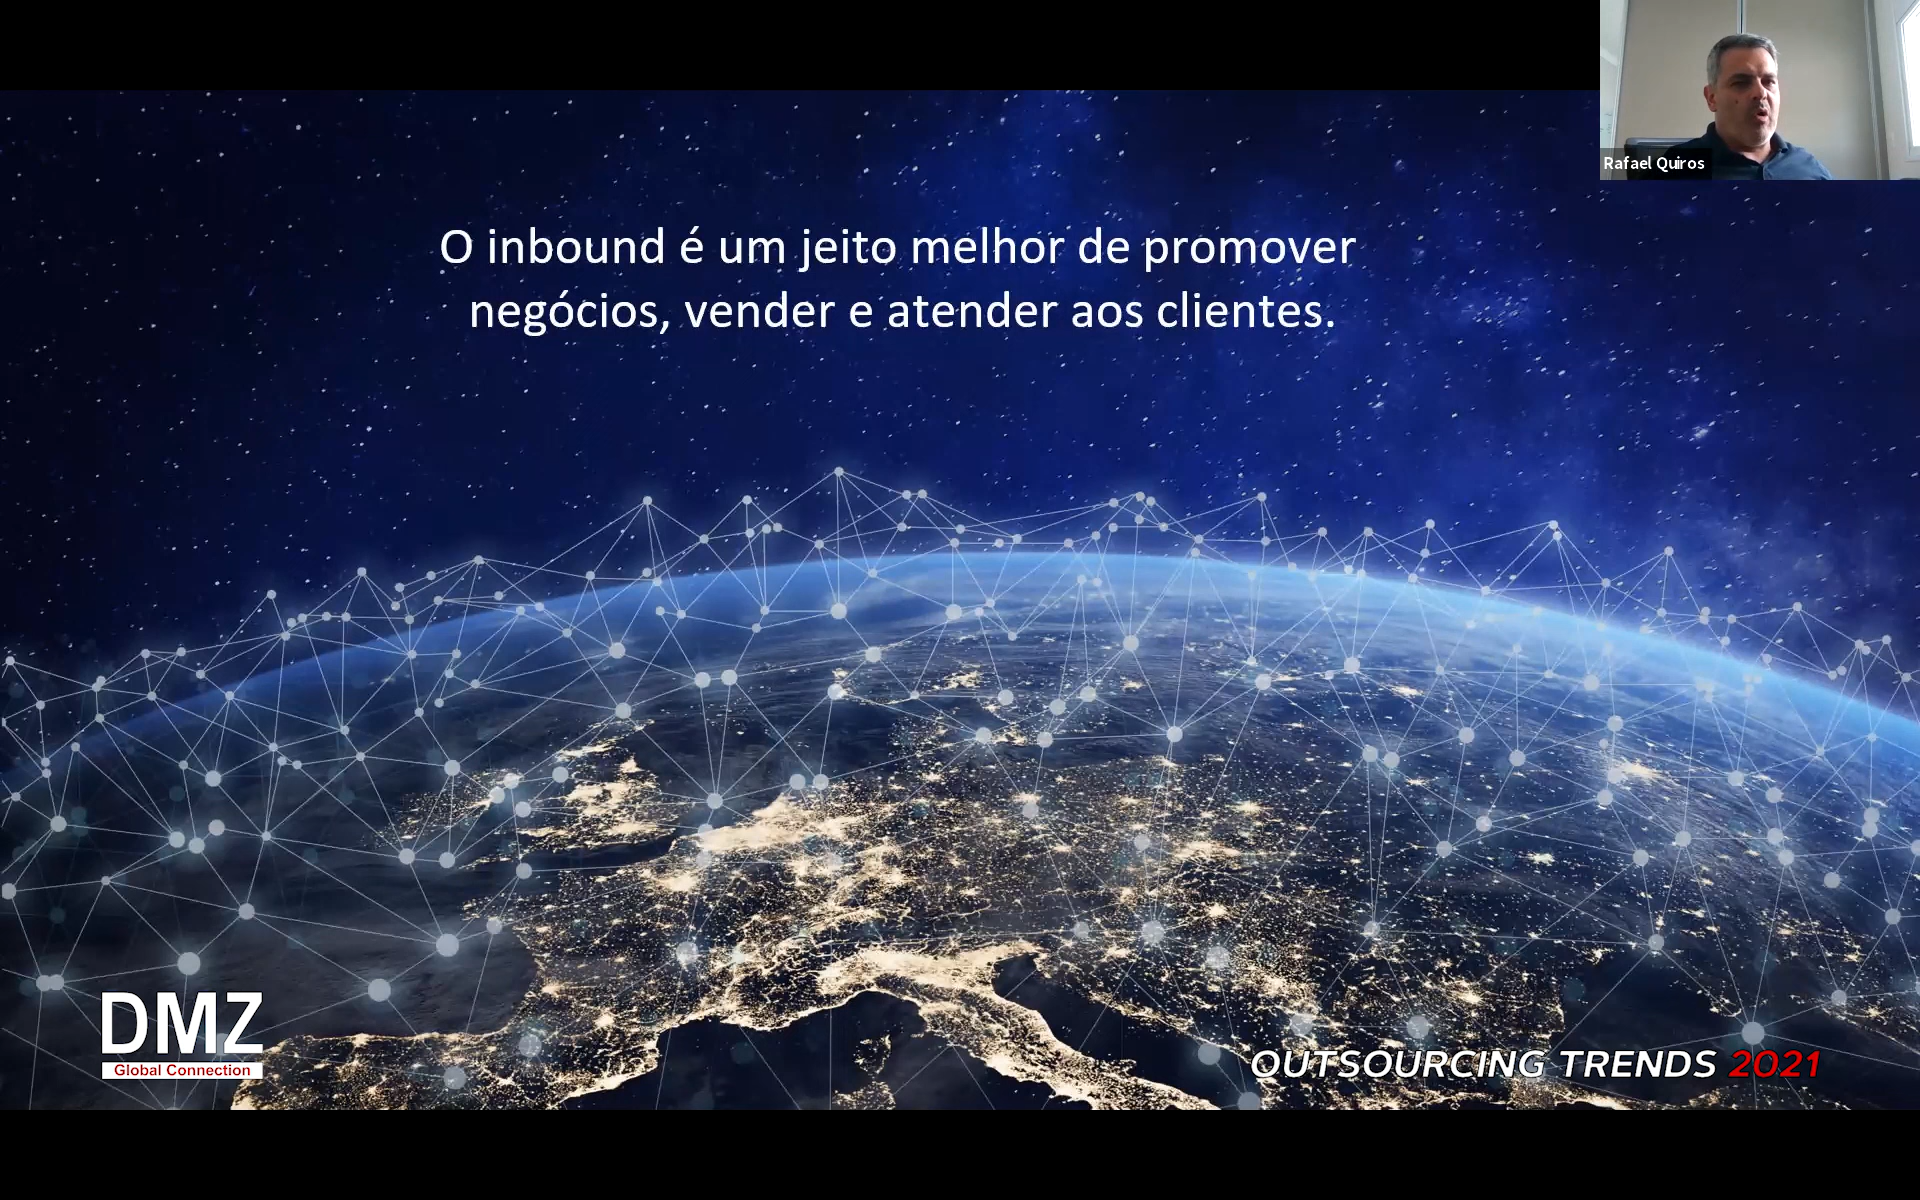 Rafael Quiros
O inbound é um jeito melhor de promover
negócios, vender e atender aos clientes.
DMZ
Global Connection
OUTSOURCING TRENDS 2021